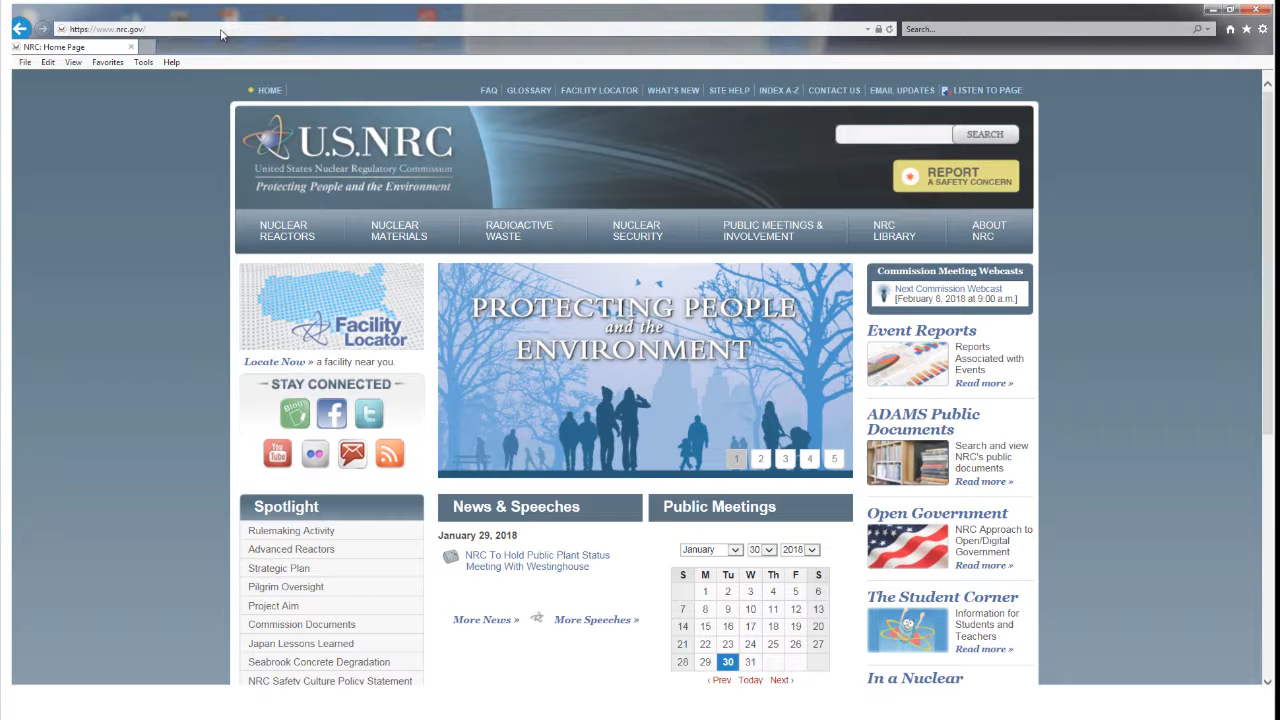 https://www.nrc.gov/
Search...
NRC: Home Page
File Edit View Favorites Tools Help
HOME
FAQ GLOSSARY FACILITY LOCATOR WHAT'S NEW SITE HELP INDEX A-Z CONTACT US EMAIL UPDATES LISTEN TO PAGE
U.S.NRC
United States Nuclear Regulatory Commission
Protecting People and the Environment
SEARCH
REPORT
A SAFETY CONCERN
NUCLEAR REACTORS
NUCLEAR MATERIALS
RADIOACTIVE WASTE
NUCLEAR SECURITY
PUBLIC MEETINGS & INVOLVEMENT
NRC LIBRARY
ABOUT NRC
Facility
Locator
Locate Now » a facility near you.
STAY CONNECTED
Blog
You
Tube
Spotlight
Rulemaking Activity
Advanced Reactors
Strategic Plan
Pilgrim Oversight
Project Aim
Commission Documents
Japan Lessons Learned
Seabrook Concrete Degradation
NRC Safety Culture Policy Statement
PROTECTING PEOPLE
and the
ENVIRONMENT
1 2 3 4 5
News & Speeches
January 29, 2018
NRC To Hold Public Plant Status
Meeting With Westinghouse
More News » More Speeches »
Public Meetings
January 30 2018
S M Tu W Th F S
1 2 3 4 5 6
7 8 9 10 11 12 13
14 15 16 17 18 19 20
21 22 23 24 25 26 27
28 29 30 31
‹ Prev Today Next ›
Commission Meeting Webcasts
Next Commission Webcast
[February 8, 2018 at 9:00 a.m.]
Event Reports
Reports
Associated with
Events
Read more »
ADAMS Public
Documents
Search and view
NRC's public
documents
Read more »
Open Government
NRC Approach to
Open/Digital
Government
Read more »
The Student Corner
Information for
Students and
Teachers
Read more »
In a Nuclear